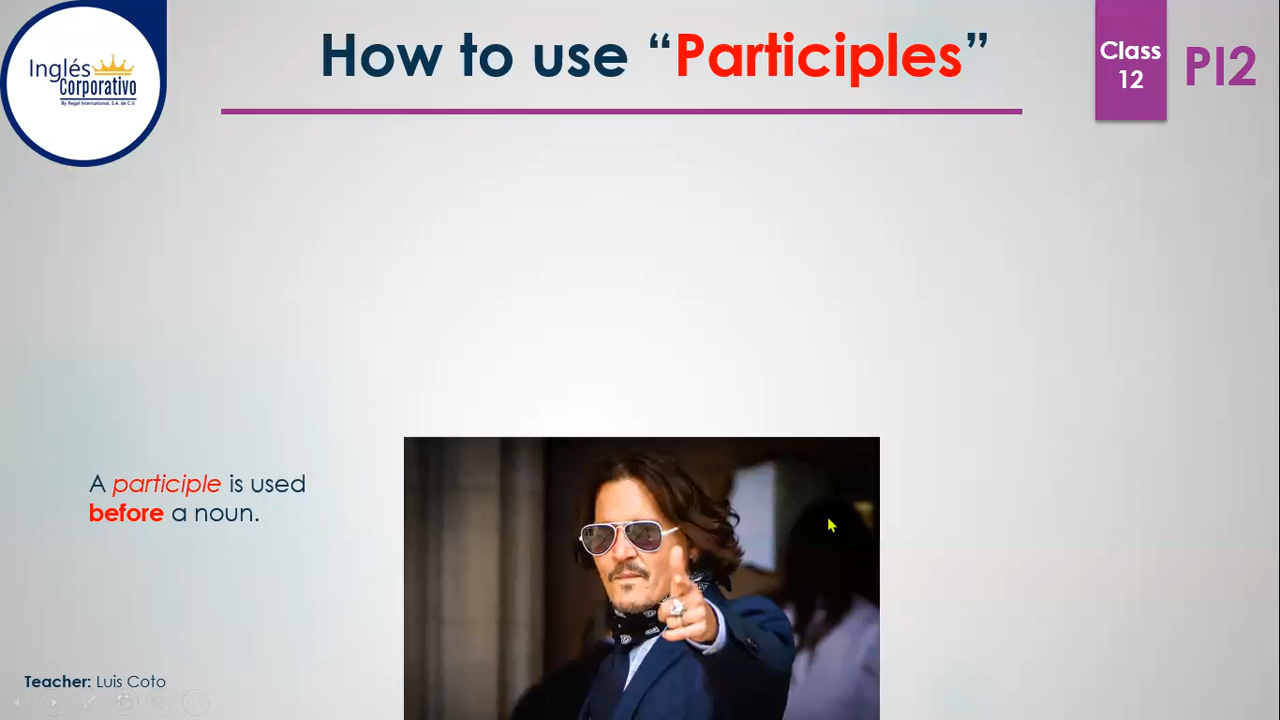 Inglés
Corporativo
By Regal International, S.A. de C.V.
How to use “Participles”
Class
12
PI2
A participle is used
before a noun.
Teacher: Luis Coto